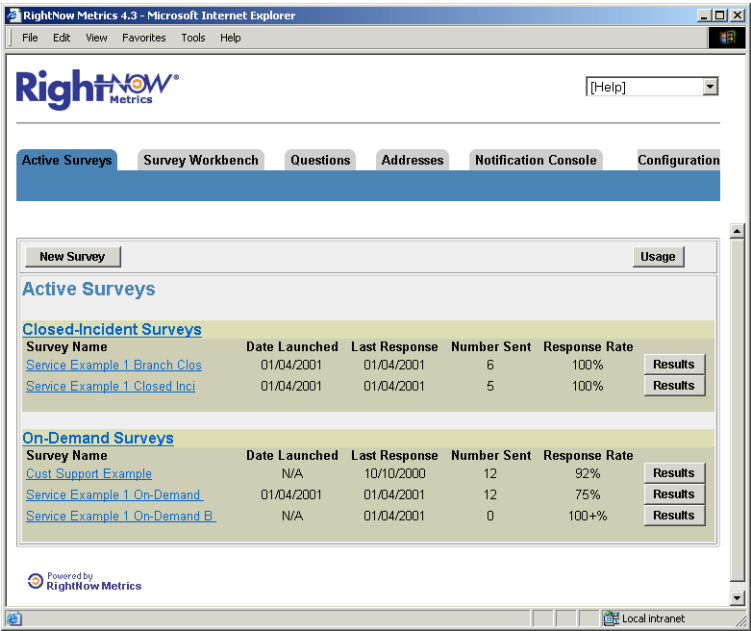 RightNow Metrics 4.3 - Microsoft Internet Explorer
File Edit View Favorites Tools Help
RightNOW
Metrics
[Help]
Active Surveys Survey Workbench Questions Addresses Notification Console Configuration
New Survey Usage
Active Surveys
Closed-Incident Surveys
Survey Name Date Launched Last Response Number Sent Response Rate
Service Example 1 Branch Clos 01/04/2001 01/04/2001 6 100% Results
Service Example 1 Closed Inci 01/04/2001 01/04/2001 5 100% Results
On-Demand Surveys
Survey Name Date Launched Last Response Number Sent Response Rate
Cust Support Example N/A 10/10/2000 12 92% Results
Service Example 1 On-Demand 01/04/2001 01/04/2001 12 75% Results
Service Example 1 On-Demand B N/A 01/04/2001 0 100+% Results
Powered by
RightNow Metrics
Local intranet